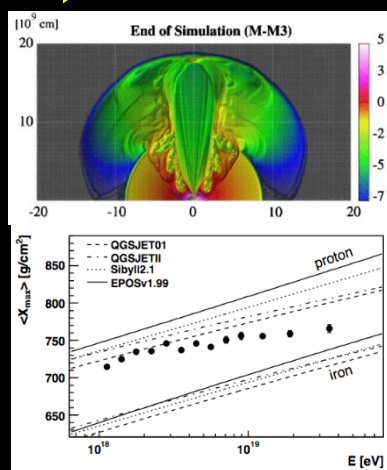 [10⁹ cm]
End of Simulation (M-M3)
20
10
-20 -10 0 10 20
5
3
0
-2
-5
-7
<Xmax> [g/cm²]
850
800
750
700
650
QGSJET01
QGSJETII
Sibyll2.1
EPOSv1.99
proton
iron
10¹⁸ 10¹⁹
E [eV]